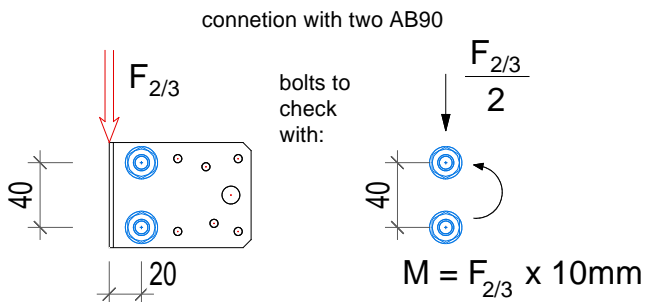 connetion with two AB90
F2/3
bolts to
check
with:
F2/3
2
40
20
40
M = F2/3 x 10mm